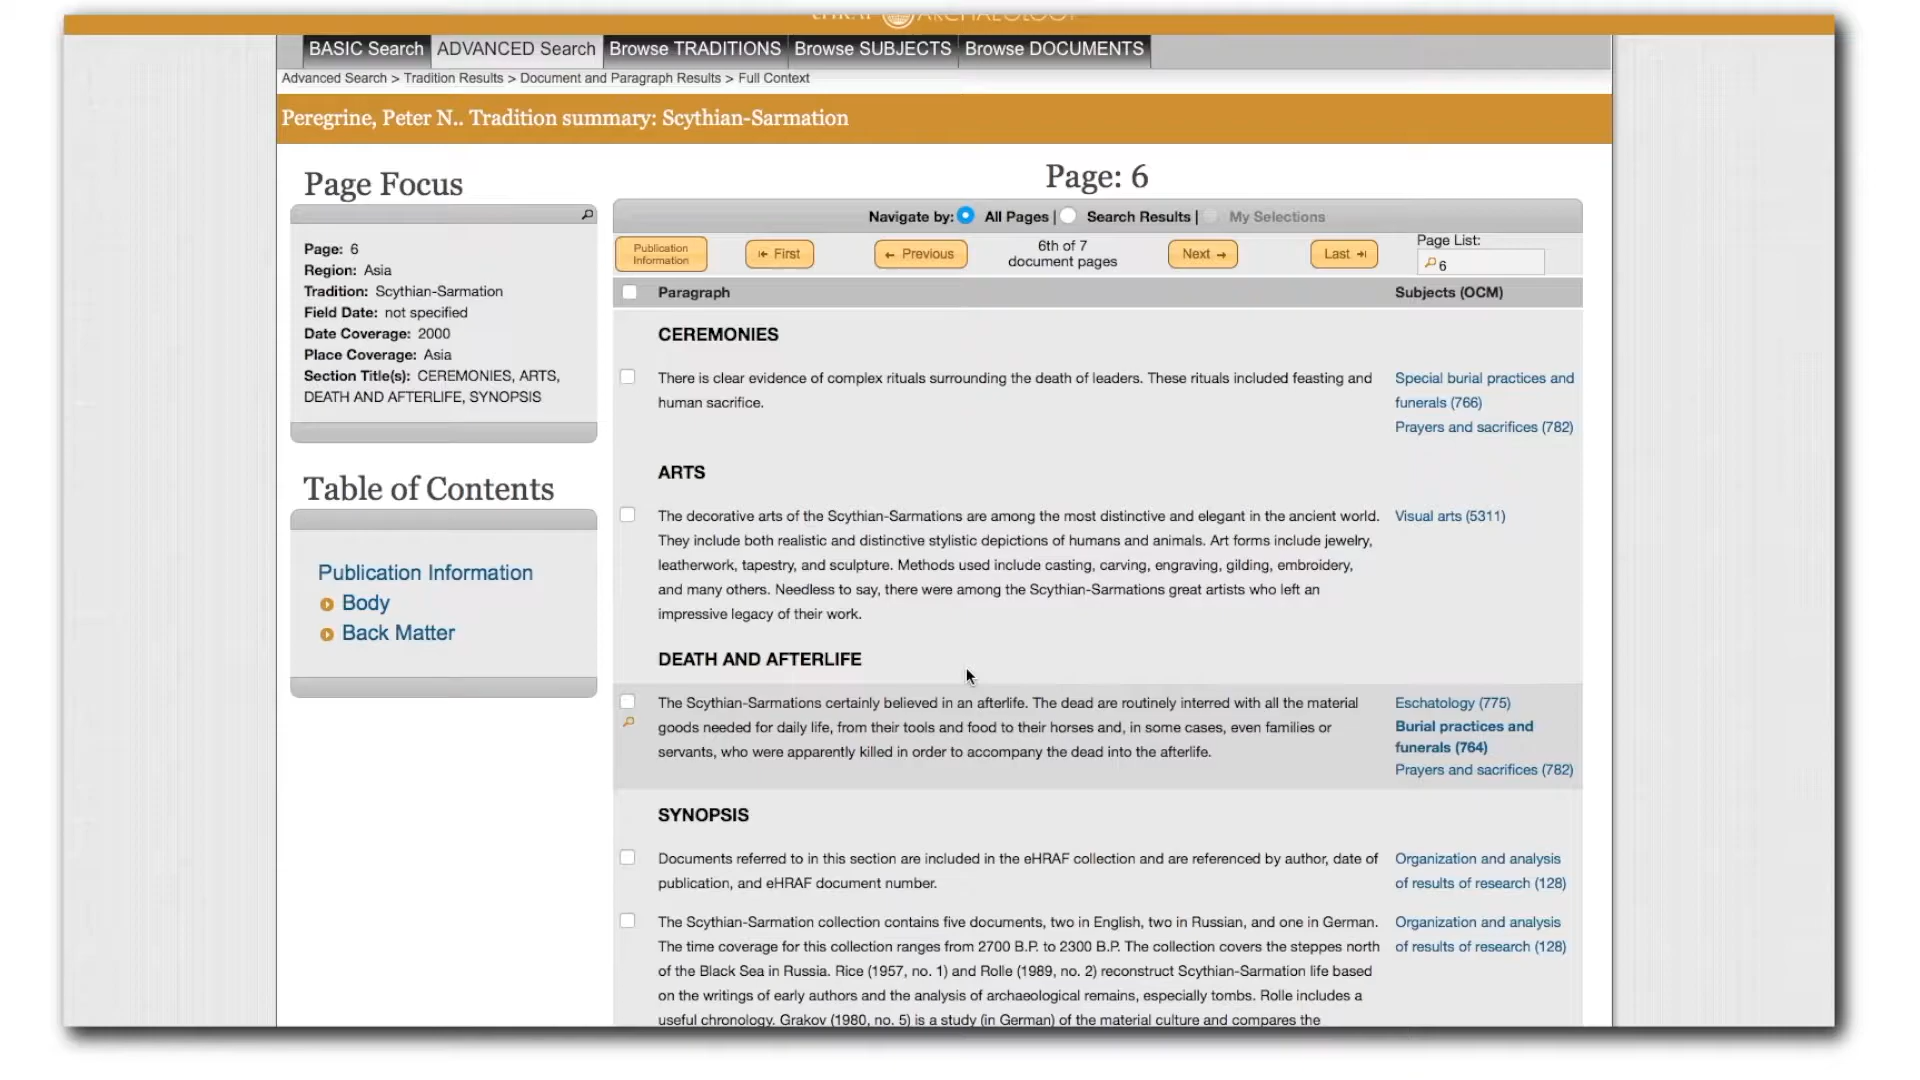 BASIC Search ADVANCED Search Browse TRADITIONS Browse SUBJECTS Browse DOCUMENTS
Advanced Search > Tradition Results > Document and Paragraph Results > Full Context
Peregrine, Peter N.. Tradition summary: Scythian-Sarmation
Page Focus
Page: 6
Region: Asia
Tradition: Scythian-Sarmation
Field Date: not specified
Date Coverage: 2000
Place Coverage: Asia
Section Title(s): CEREMONIES, ARTS,
DEATH AND AFTERLIFE, SYNOPSIS
Table of Contents
Publication Information
Body
Back Matter
Page: 6
Navigate by: All Pages | Search Results | My Selections
Publication
Information
First
Previous
6th of 7
document pages
Next
Last
Page List:
6
Paragraph
Subjects (OCM)
CEREMONIES
There is clear evidence of complex rituals surrounding the death of leaders. These rituals included feasting and
human sacrifice.
Special burial practices and
funerals (766)
Prayers and sacrifices (782)
ARTS
The decorative arts of the Scythian-Sarmations are among the most distinctive and elegant in the ancient world.
They include both realistic and distinctive stylistic depictions of humans and animals. Art forms include jewelry,
leatherwork, tapestry, and sculpture. Methods used include casting, carving, engraving, gilding, embroidery,
and many others. Needless to say, there were among the Scythian-Sarmations great artists who left an
impressive legacy of their work.
Visual arts (5311)
DEATH AND AFTERLIFE
The Scythian-Sarmations certainly believed in an afterlife. The dead are routinely interred with all the material
goods needed for daily life, from their tools and food to their horses and, in some cases, even families or
servants, who were apparently killed in order to accompany the dead into the afterlife.
Eschatology (775)
Burial practices and
funerals (764)
Prayers and sacrifices (782)
SYNOPSIS
Documents referred to in this section are included in the eHRAF collection and are referenced by author, date of
publication, and eHRAF document number.
Organization and analysis
of results of research (128)
The Scythian-Sarmation collection contains five documents, two in English, two in Russian, and one in German.
The time coverage for this collection ranges from 2700 B.P. to 2300 B.P. The collection covers the steppes north
of the Black Sea in Russia. Rice (1957, no. 1) and Rolle (1989, no. 2) reconstruct Scythian-Sarmation life based
on the writings of early authors and the analysis of archaeological remains, especially tombs. Rolle includes a
useful chronology. Grakov (1980, no. 5) is a study (in German) of the material culture and compares the
Organization and analysis
of results of research (128)